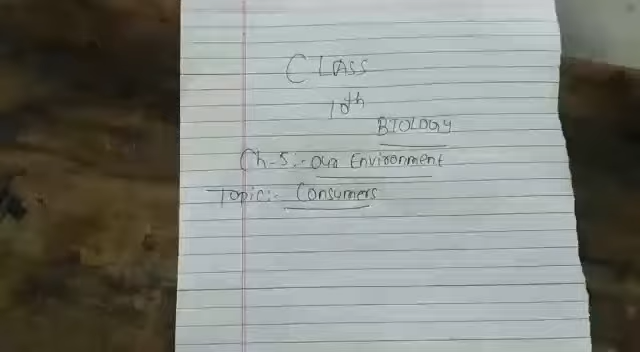 CLASS
10th
BIOLOGY
Ch-5:- Our Environment
Topic:- Consumers